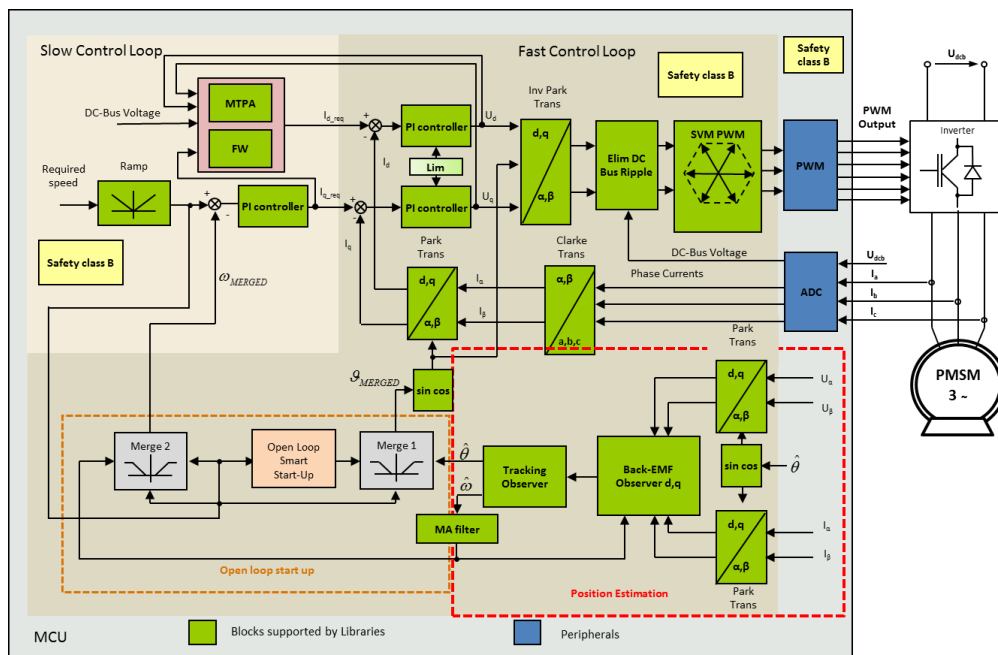 Slow Control Loop
Fast Control Loop
Safety
class B
Safety class B
U_dcb
MTPA
DC-Bus Voltage
FW
I_d_req
+
-
PI controller
U_d
Inv Park
Trans
d,q
α,β
Elim DC
Bus Ripple
SVM PWM
PWM
PWM
Output
Inverter
I_d
Lim
Required
speed
Ramp
+
-
PI controller
I_q_req
+
-
PI controller
U_q
Safety class B
ω_MERGED
I_q
Park
Trans
d,q
α,β
I_α
I_β
Clarke
Trans
α,β
a,b,c
DC-Bus Voltage
Phase Currents
ADC
U_dcb
I_a
I_b
I_c
PMSM
3 ~
ϑ_MERGED
sin cos
Park
Trans
d,q
α,β
U_α
U_β
Merge 2
Open Loop
Smart
Start-Up
Merge 1
θ̂
ω̂
Tracking
Observer
Back-EMF
Observer d,q
sin cos
θ̂
MA filter
d,q
α,β
I_α
I_β
Park
Trans
Open loop start up
Position Estimation
MCU
Blocks supported by Libraries
Peripherals